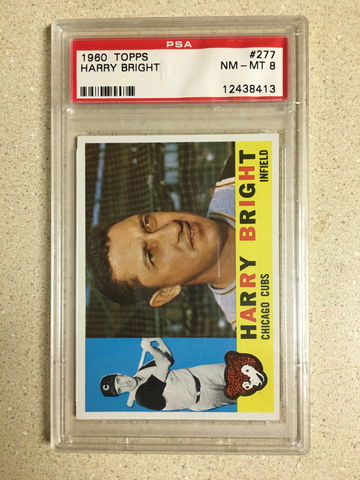 PSA
1960 TOPPS #277
HARRY BRIGHT NM - MT 8
12438413
HARRY BRIGHT
CHICAGO CUBS INFIELD
C